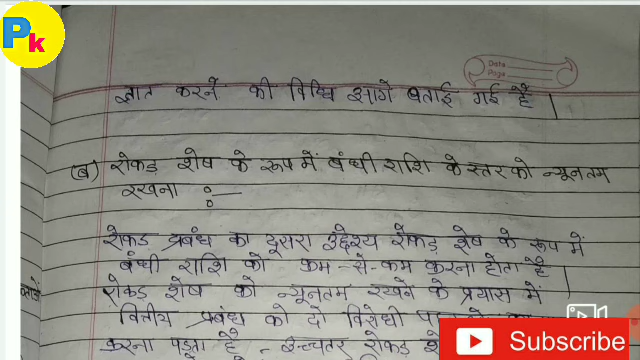 Pk
Date
Page
ज्ञात करने की विधि आगे बताई गई है।
(ब) रोकड़ शेष के रूप में बंधी राशि के स्तर को न्यूनतम
रखना :—
रोकड़ प्रबंध का दूसरा उद्देश्य रोकड़ शेष के रूप में
बंधी राशि को कम-से-कम करना होता है।
रोकड़ शेष को न्यूनतम रखने के प्रयास में
वित्तीय प्रबंध को दो विरोधी
करना पड़ता है - उच्चतर रोकड़
Subscribe